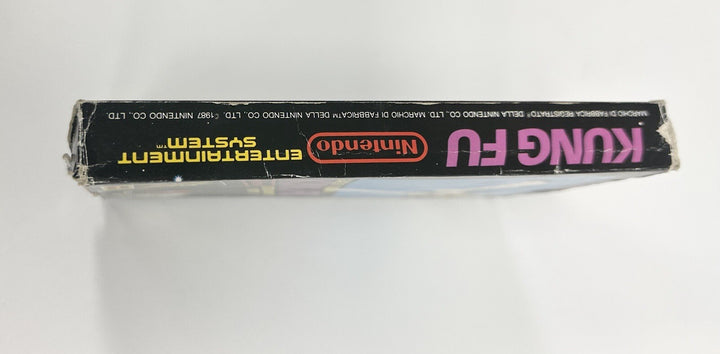 KUNG FU
Nintendo
ENTERTAINMENT
SYSTEM™
MARCHIO DI FABBRICA REGISTRATO® DELLA NINTENDO CO., LTD. MARCHIO DI FABBRICA™ DELLA NINTENDO CO., LTD. ©1987 NINTENDO CO., LTD.